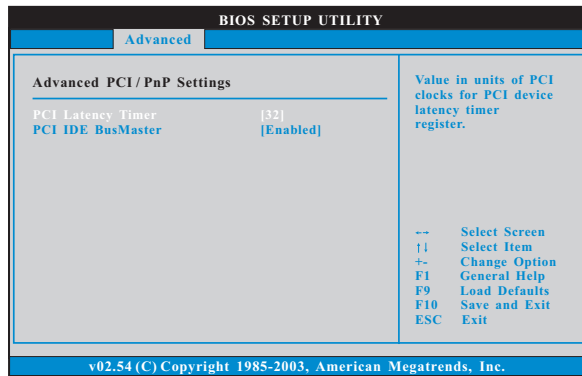 BIOS SETUP UTILITY
Advanced
Advanced PCI / PnP Settings
PCI Latency Timer [32]
PCI IDE BusMaster [Enabled]
Value in units of PCI
clocks for PCI device
latency timer
register.
←→ Select Screen
↑↓ Select Item
+- Change Option
F1 General Help
F9 Load Defaults
F10 Save and Exit
ESC Exit
v02.54 (C) Copyright 1985-2003, American Megatrends, Inc.